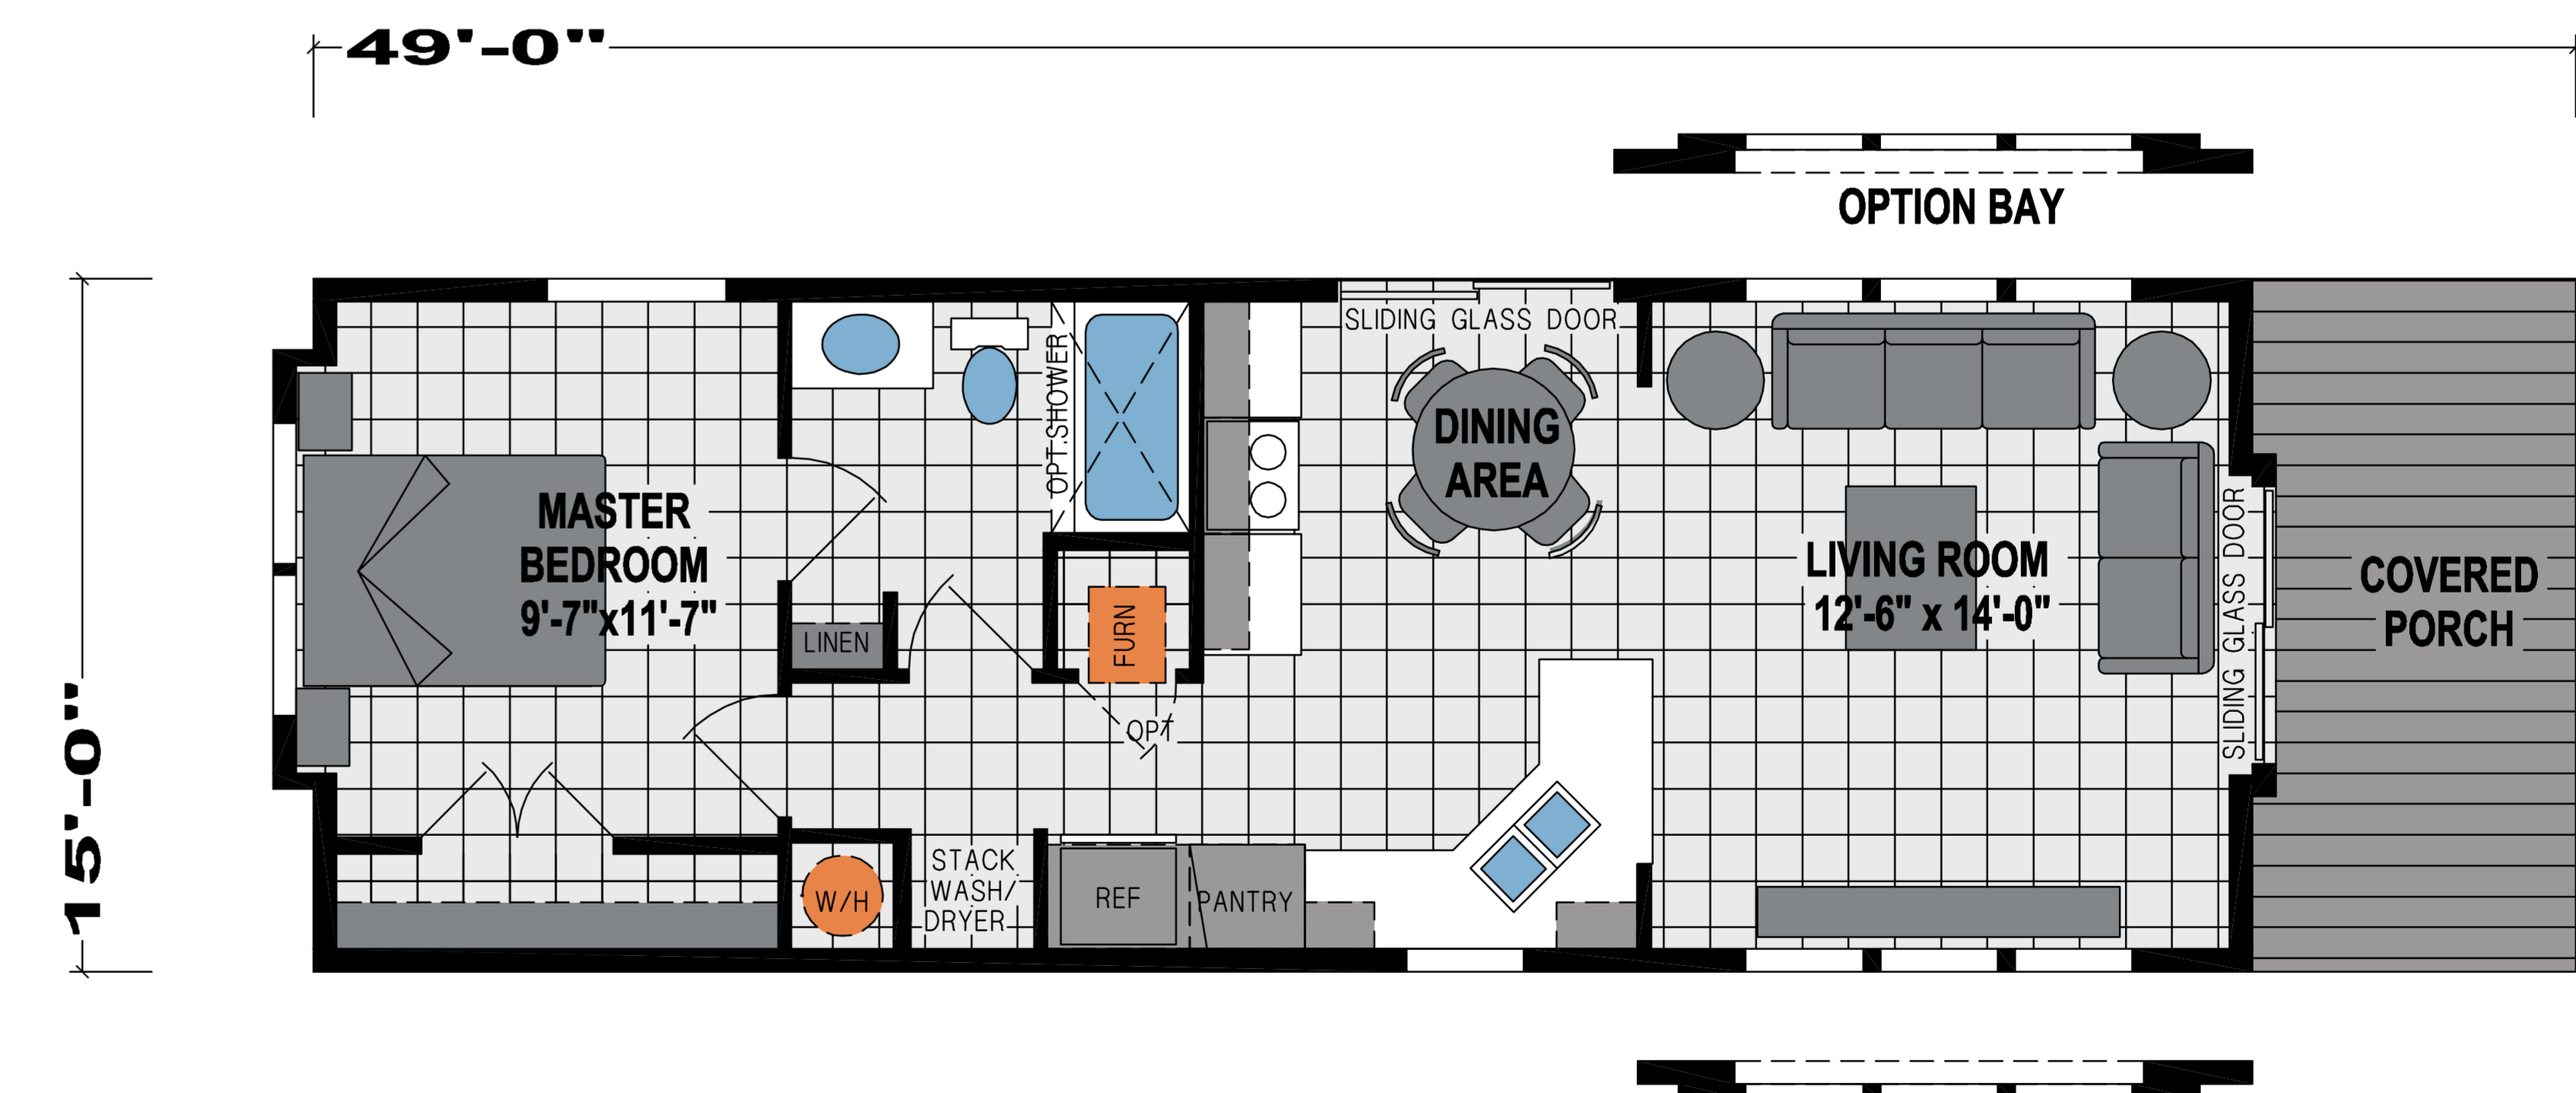 49'-0"
OPTION BAY
15'-0"
MASTER
BEDROOM
9'-7"x11'-7"
OPT.SHOWER
LINEN
FURN
OPT
W/H
STACK
WASH/
DRYER
REF
PANTRY
SLIDING GLASS DOOR
DINING
AREA
LIVING ROOM
12'-6" x 14'-0"
SLIDING GLASS DOOR
COVERED
PORCH